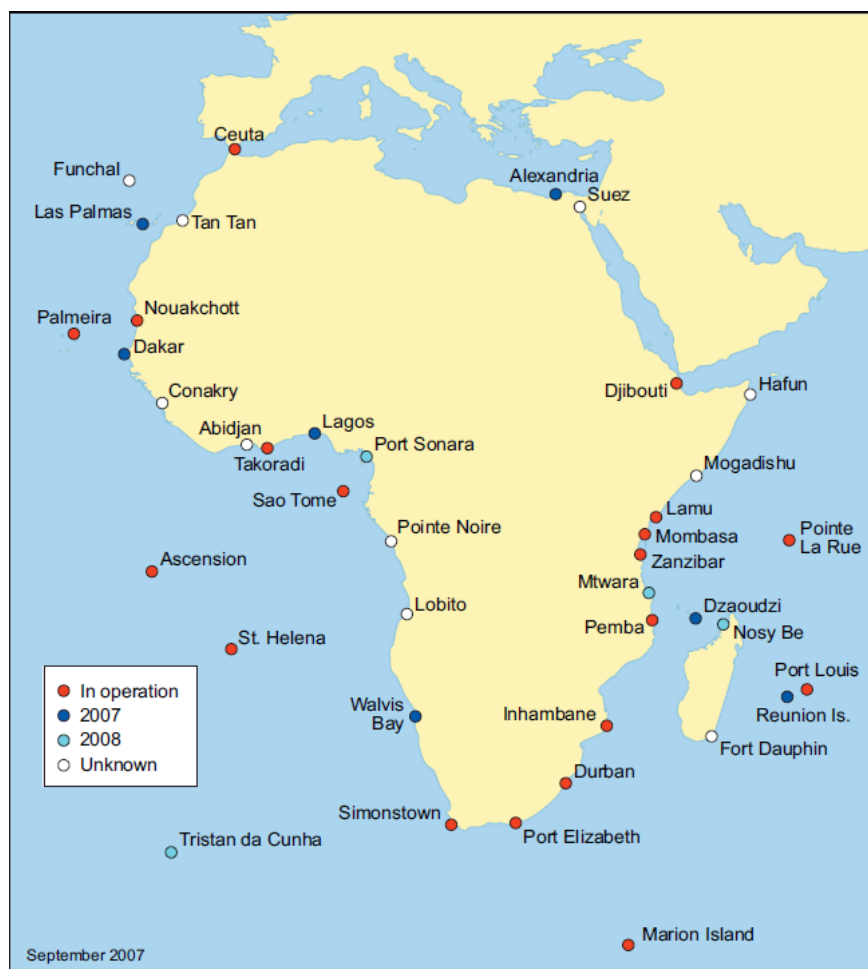 Ceuta
Funchal
Alexandria
Suez
Las Palmas
Tan Tan
Nouakchott
Palmeira
Dakar
Djibouti
Hafun
Conakry
Abidjan
Lagos
Takoradi
Port Sonara
Mogadishu
Sao Tome
Lamu
Pointe Noire
Mombasa
Pointe
La Rue
Zanzibar
Ascension
Mtwara
Lobito
Dzaoudzi
Pemba
Nosy Be
St. Helena
Port Louis
In operation
2007
2008
Unknown
Walvis
Bay
Inhambane
Reunion Is.
Fort Dauphin
Durban
Simonstown
Port Elizabeth
Tristan da Cunha
Marion Island
September 2007